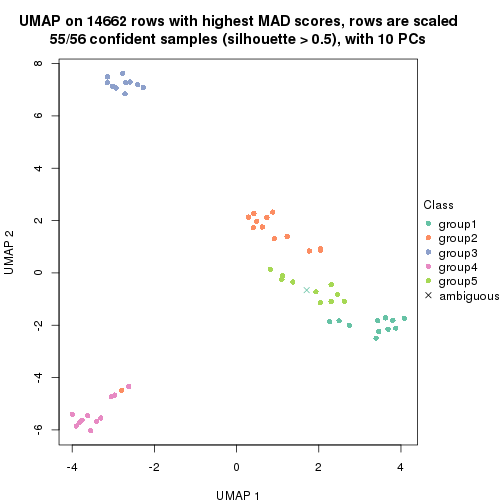 UMAP on 14662 rows with highest MAD scores, rows are scaled
55/56 confident samples (silhouette > 0.5), with 10 PCs
8
6
4
2
0
-2
-4
-6
UMAP 2
-4
-2
0
2
4
UMAP 1
Class
group1
group2
group3
group4
group5
ambiguous